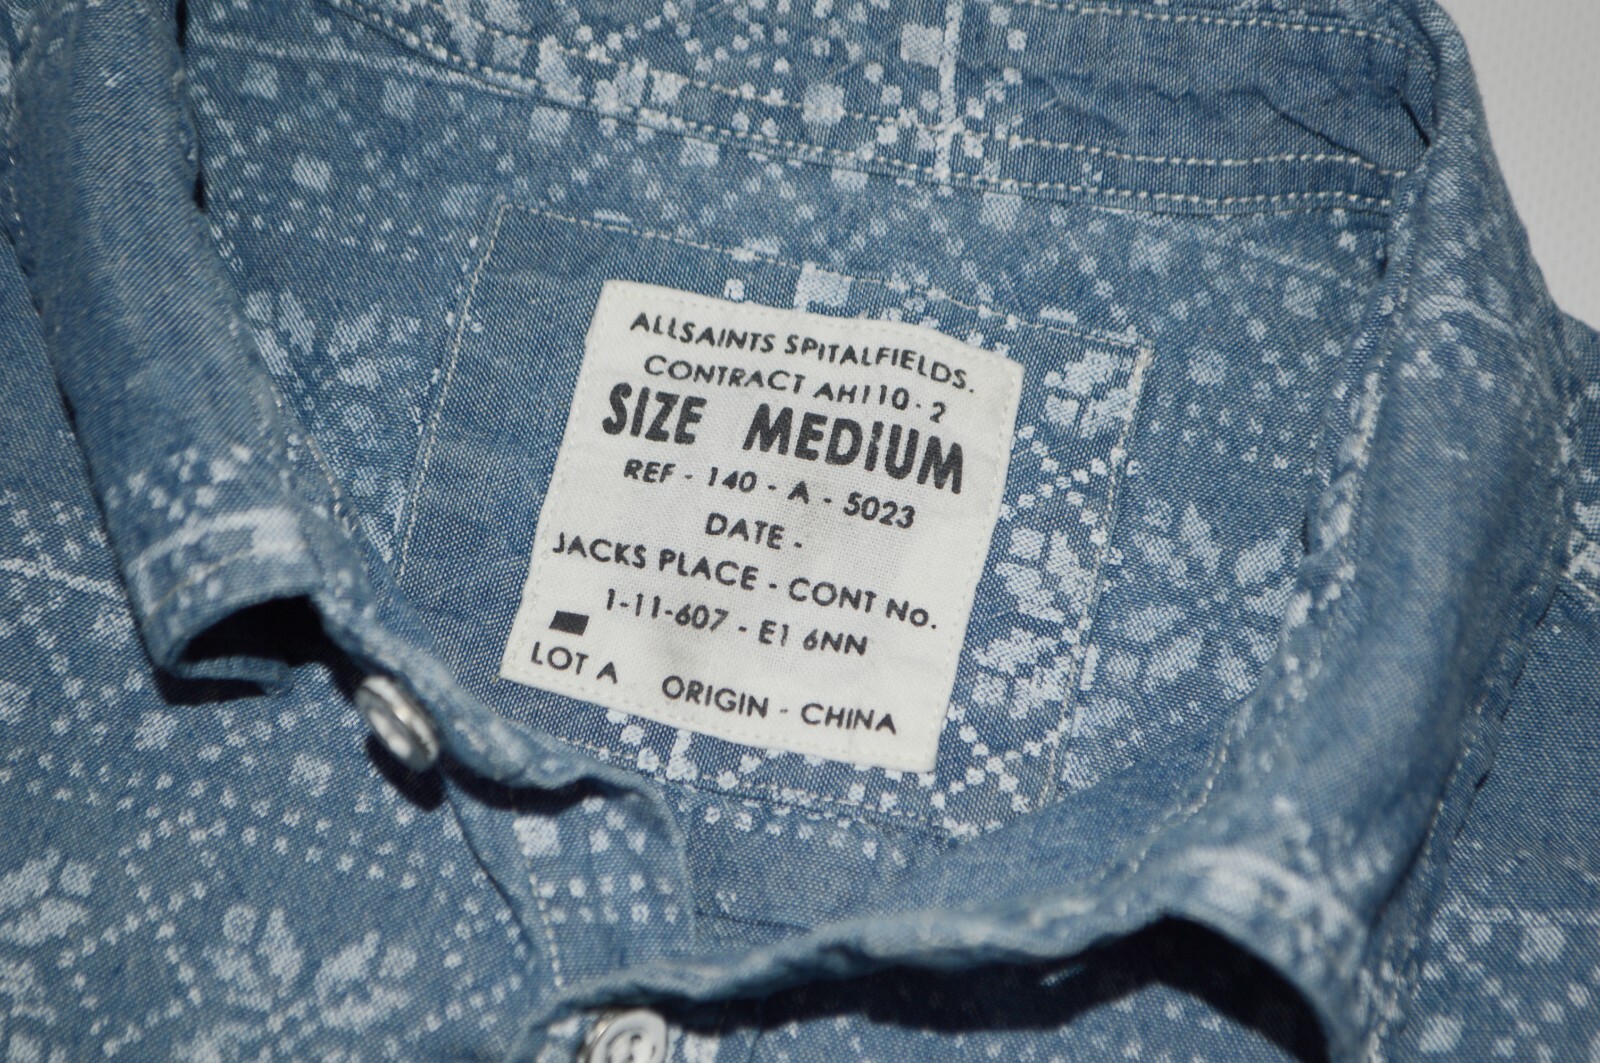 ALLSAINTS SPITALFIELDS.
CONTRACT AH110-2
SIZE MEDIUM
REF - 140 - A - 5023
DATE -
JACKS PLACE - CONT No.
1-11-607 - E1 6NN
LOT A ORIGIN - CHINA